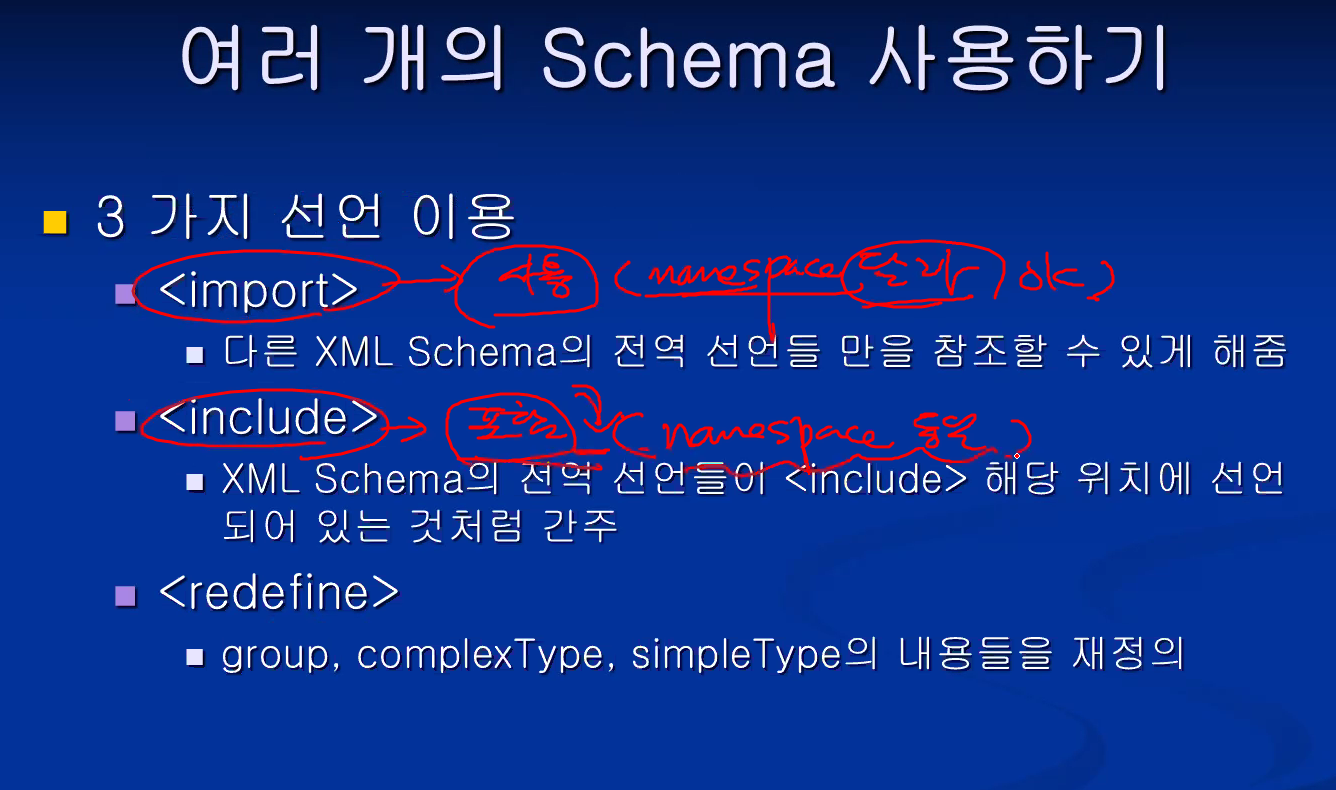 여러 개의 Schema 사용하기
3 가지 선언 이용
<import> (namespace 달라 ok)
다른 XML Schema의 전역 선언들 만을 참조할 수 있게 해줌
<include> 포함 (namespace 동일)
XML Schema의 전역 선언들이 <include> 해당 위치에 선언
되어 있는 것처럼 간주
<redefine>
group, complexType, simpleType의 내용들을 재정의